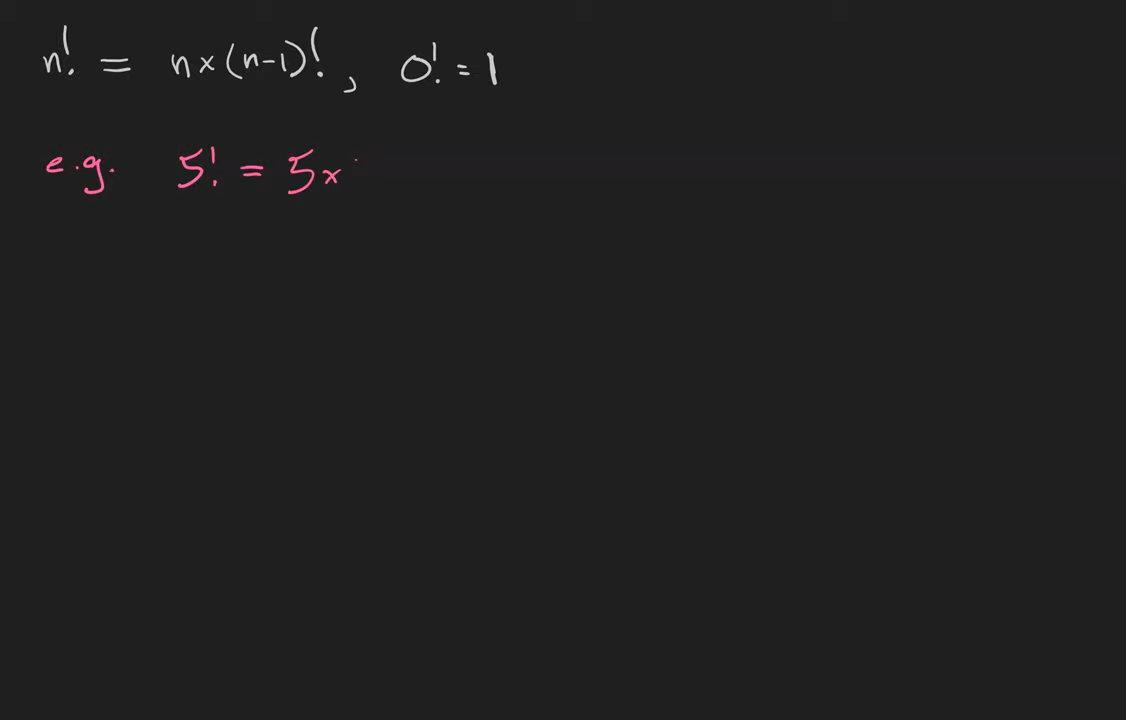 n! = n×(n-1)!, 0! = 1
e.g. 5! = 5×